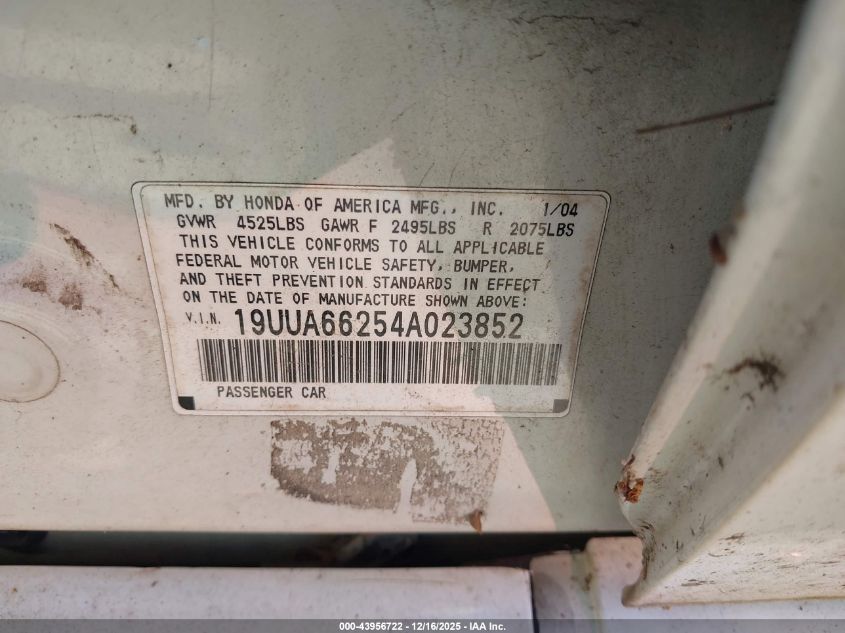 MFD. BY HONDA OF AMERICA MFG., INC. 1/04
GVWR 4525LBS GAWR F 2495LBS R 2075LBS
THIS VEHICLE CONFORMS TO ALL APPLICABLE
FEDERAL MOTOR VEHICLE SAFETY, BUMPER,
AND THEFT PREVENTION STANDARDS IN EFFECT
ON THE DATE OF MANUFACTURE SHOWN ABOVE:
V.I.N. 19UUA66254A023852
PASSENGER CAR
000-43956722 - 12/16/2025 - IAA Inc.